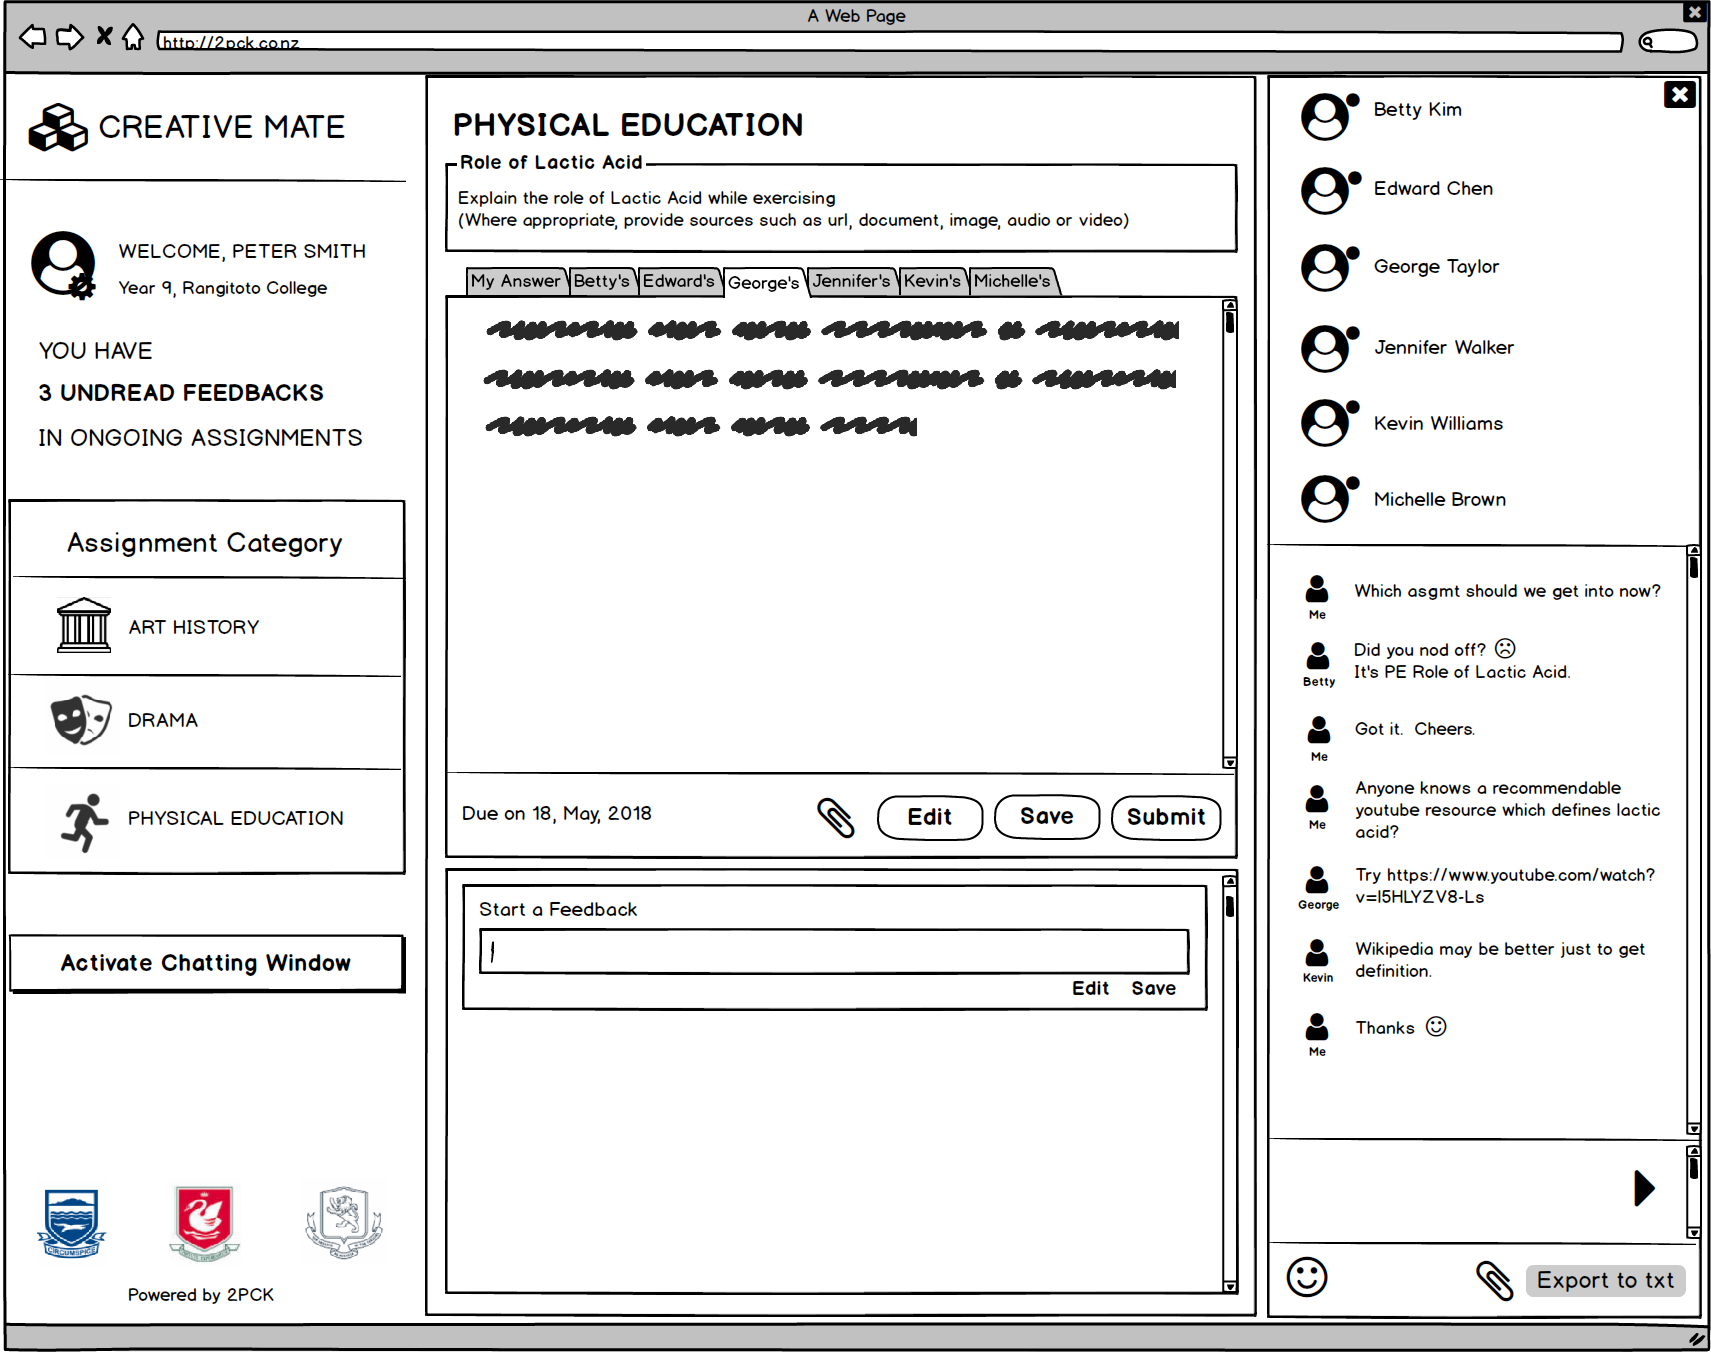 A Web Page
http://2pck.co.nz
CREATIVE MATE
WELCOME, PETER SMITH
Year 9, Rangitoto College
YOU HAVE
3 UNDREAD FEEDBACKS
IN ONGOING ASSIGNMENTS
Assignment Category
ART HISTORY
DRAMA
PHYSICAL EDUCATION
Activate Chatting Window
CIRCUMSPICE
Powered by 2PCK
PHYSICAL EDUCATION
Role of Lactic Acid
Explain the role of Lactic Acid while exercising
(Where appropriate, provide sources such as url, document, image, audio or video)
My Answer Betty's Edward's George's Jennifer's Kevin's Michelle's
Due on 18, May, 2018
Edit Save Submit
Start a Feedback
Edit Save
Betty Kim
Edward Chen
George Taylor
Jennifer Walker
Kevin Williams
Michelle Brown
Me
Which asgmt should we get into now?
Betty
Did you nod off?
It's PE Role of Lactic Acid.
Me
Got it. Cheers.
Me
Anyone knows a recommendable
youtube resource which defines lactic
acid?
George
Try https://www.youtube.com/watch?
v=I5HLYZV8-Ls
Kevin
Wikipedia may be better just to get
definition.
Me
Thanks
Export to txt